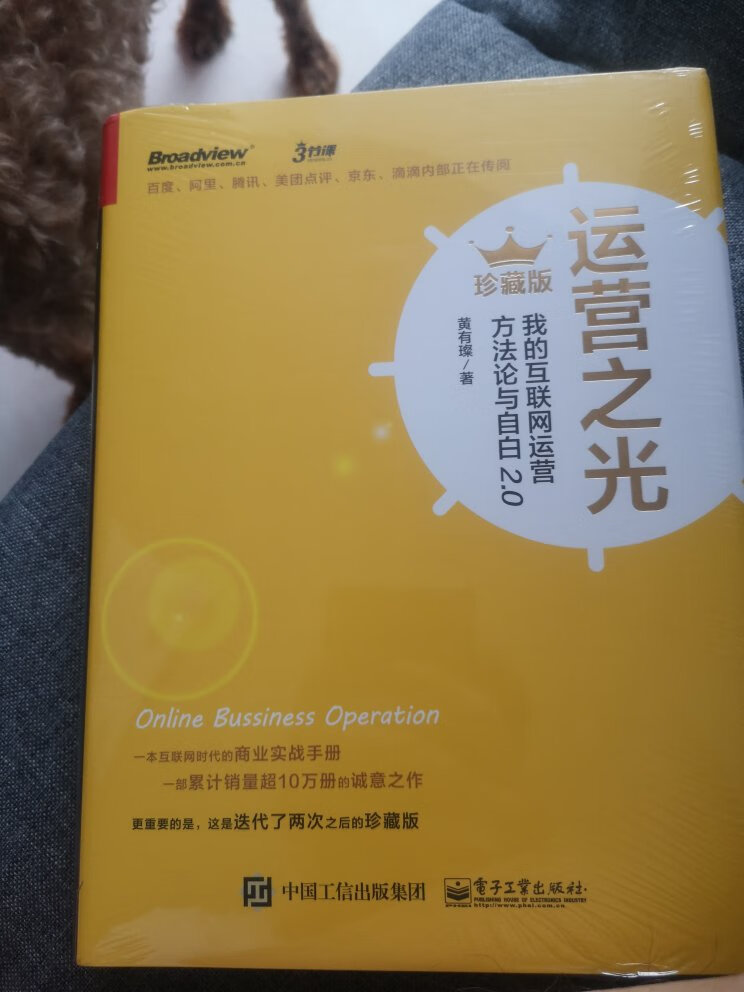 Broadview®
www.broadview.com.cn
3节课
百度、阿里、腾讯、美团点评、京东、滴滴内部正在传阅
运营之光
珍藏版
我的互联网运营
方法论与自白 2.0
黄有璨/著
Online Bussiness Operation
一本互联网时代的商业实战手册
一部累计销量超10万册的诚意之作
更重要的是，这是迭代了两次之后的珍藏版
中国工信出版集团
電子工業出版社.
PUBLISHING HOUSE OF ELECTRONICS INDUSTRY
http://www.phei.com.cn